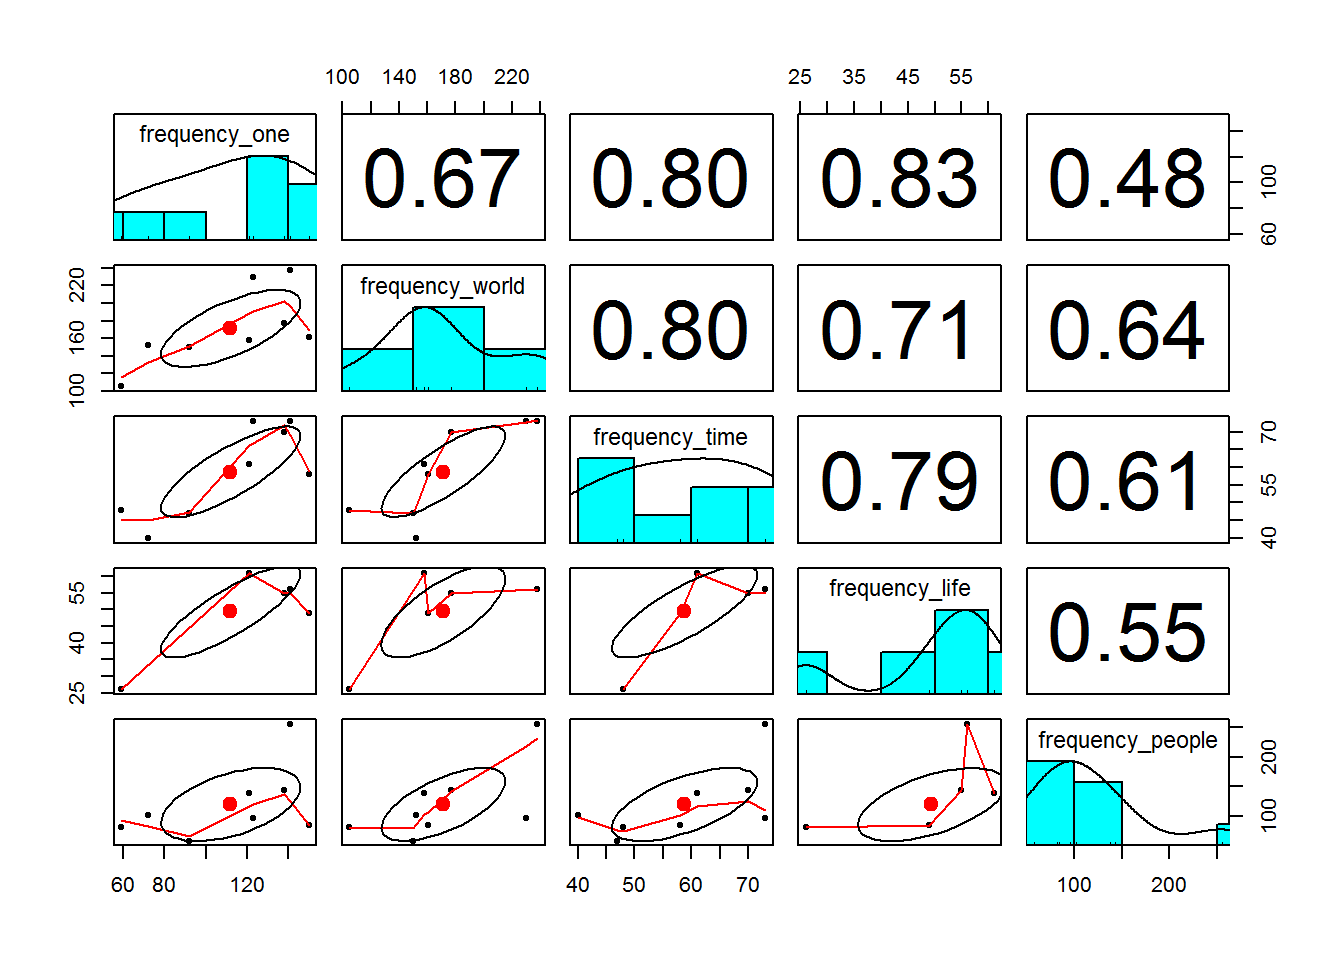 100 140 180 220 25 35 45 55
frequency_one 0.67 0.80 0.83 0.48 60 100
100 160 220 frequency_world 0.80 0.71 0.64
frequency_time 0.79 0.61 40 55 70
25 40 55 frequency_life 0.55
frequency_people 100 200
60 80 120 40 50 60 70 100 200